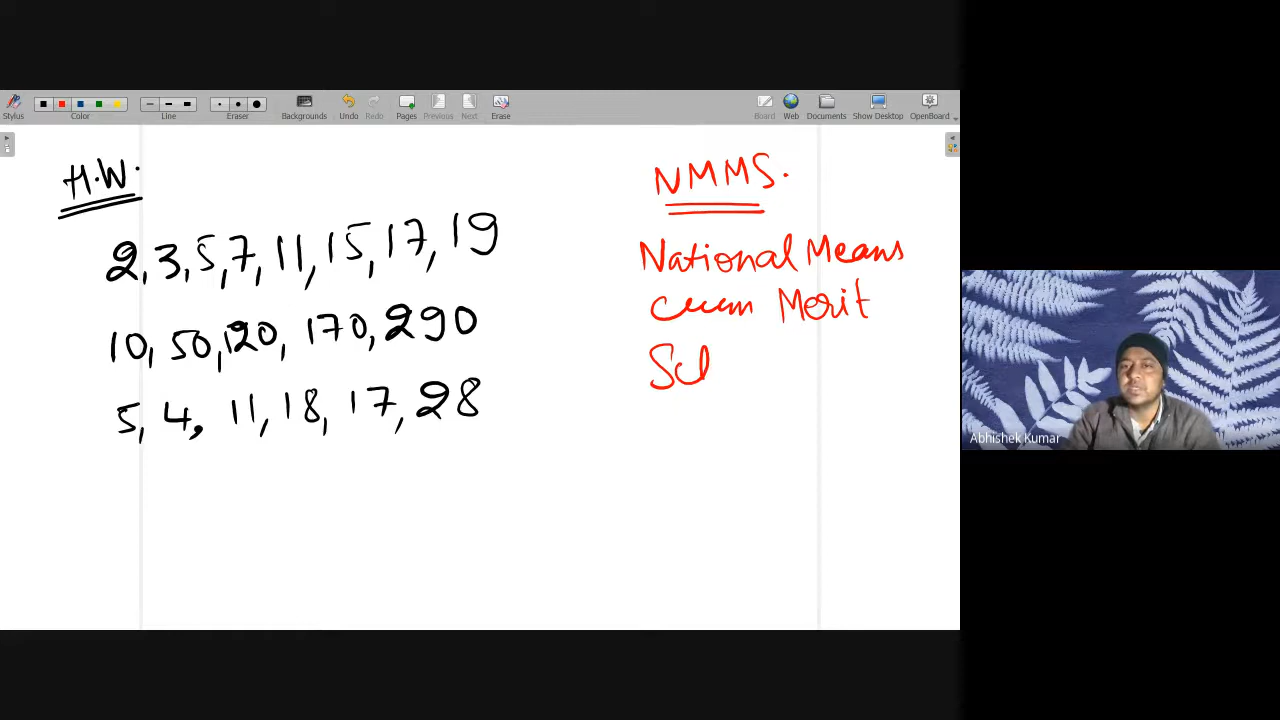 Stylus
Color
Line
Eraser
Backgrounds
Undo
Redo
Pages
Previous
Next
Erase
Board
Web
Documents
Show Desktop
OpenBoard
H.W.
2, 3, 5, 7, 11, 15, 17, 19
10, 50, 120, 170, 290
5, 4, 11, 18, 17, 28
NMMS.
National Means
cum Merit
Sch
Abhishek Kumar